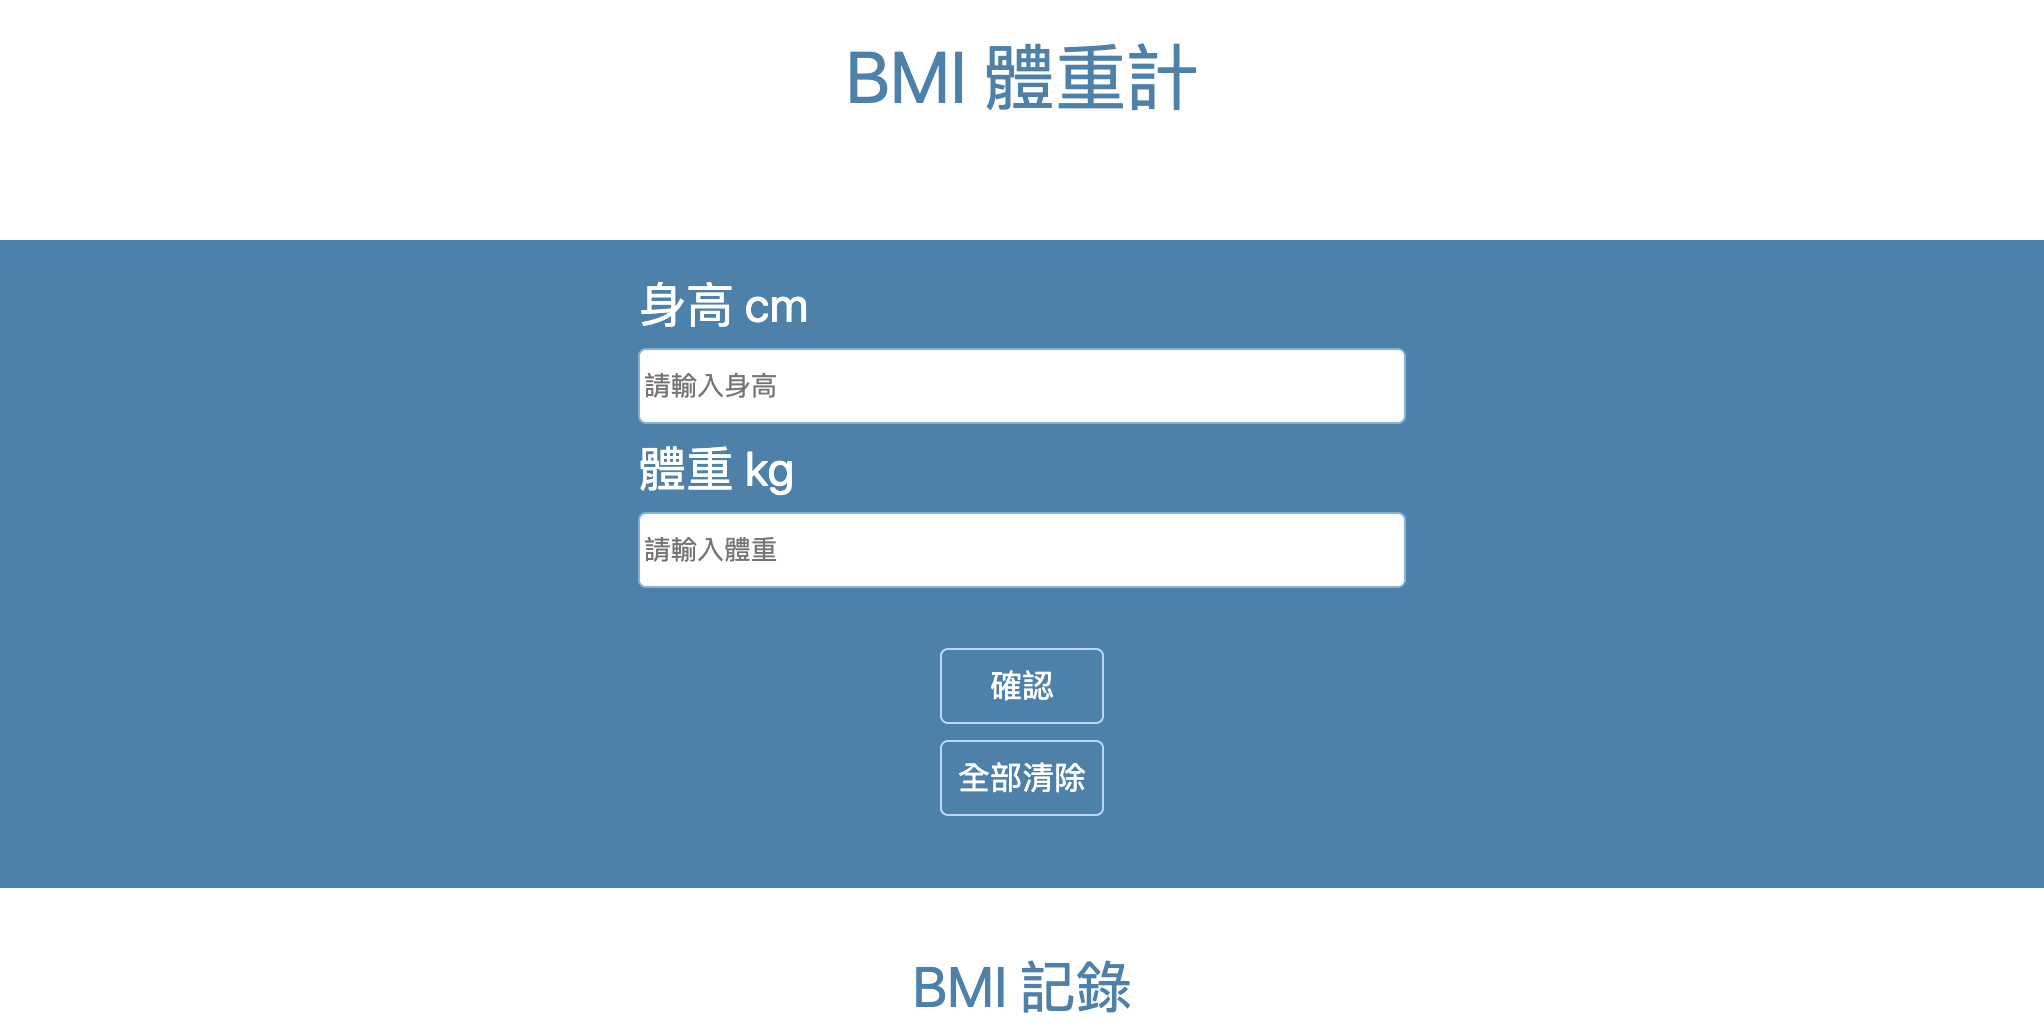 BMI 體重計
身高 cm
請輸入身高
體重 kg
請輸入體重
確認
全部清除
BMI 記錄